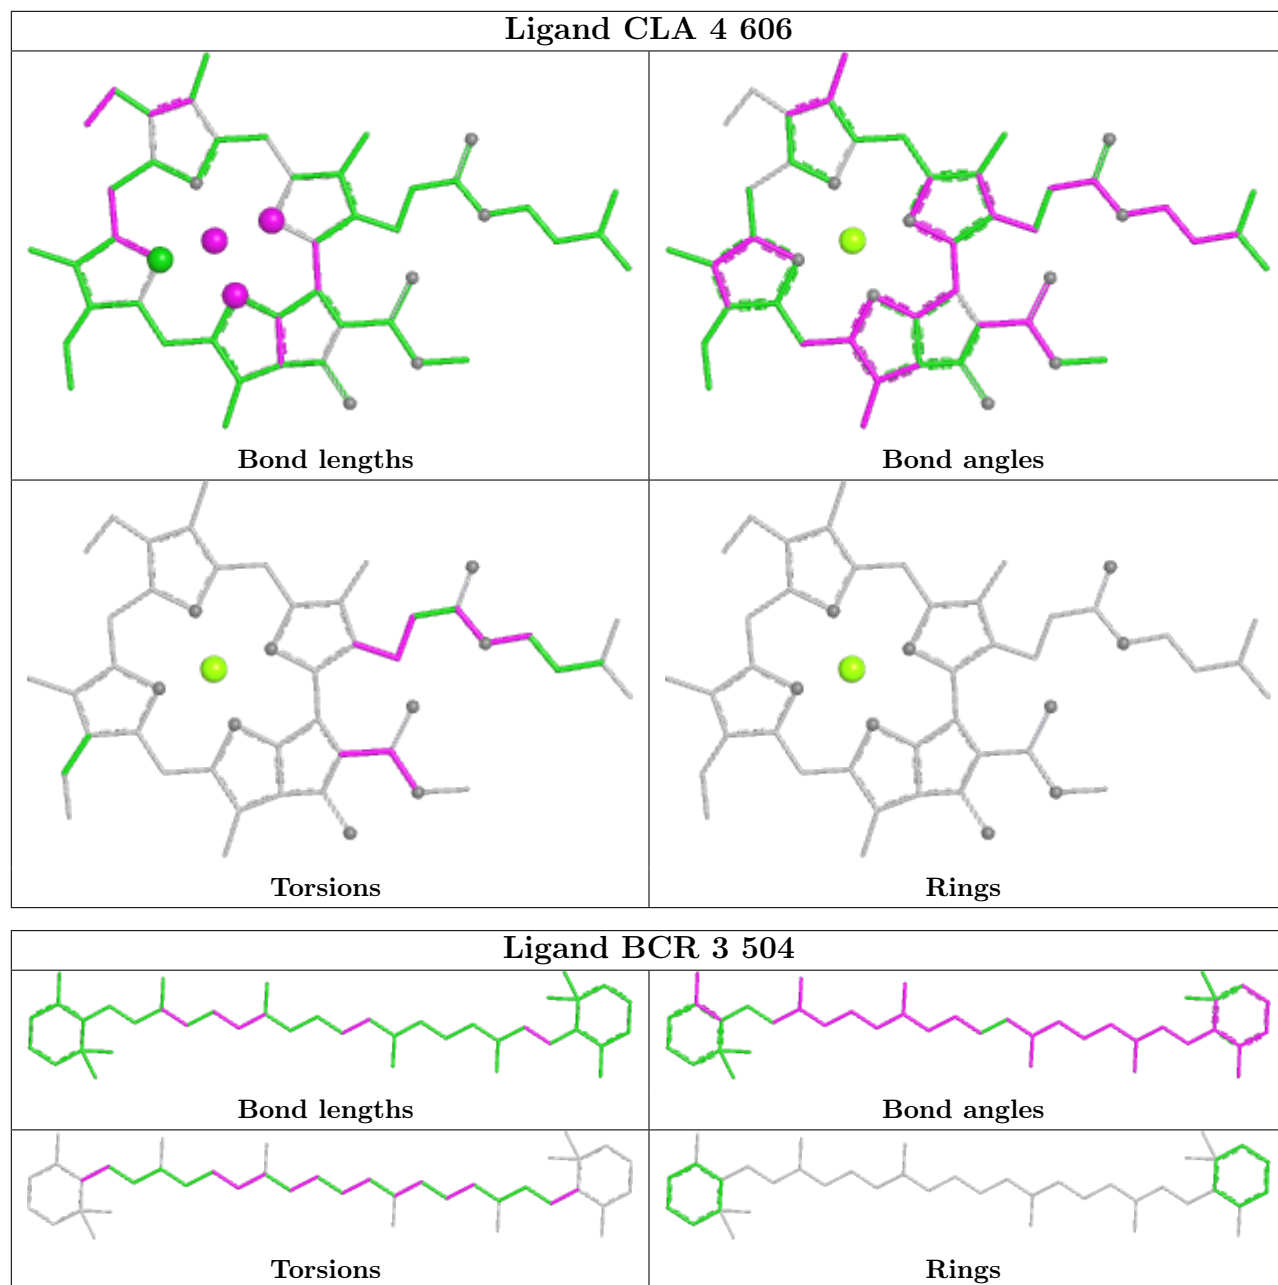 Ligand CLA 4 606
Bond lengths
Bond angles
Torsions
Rings
Ligand BCR 3 504
Bond lengths
Bond angles
Torsions
Rings